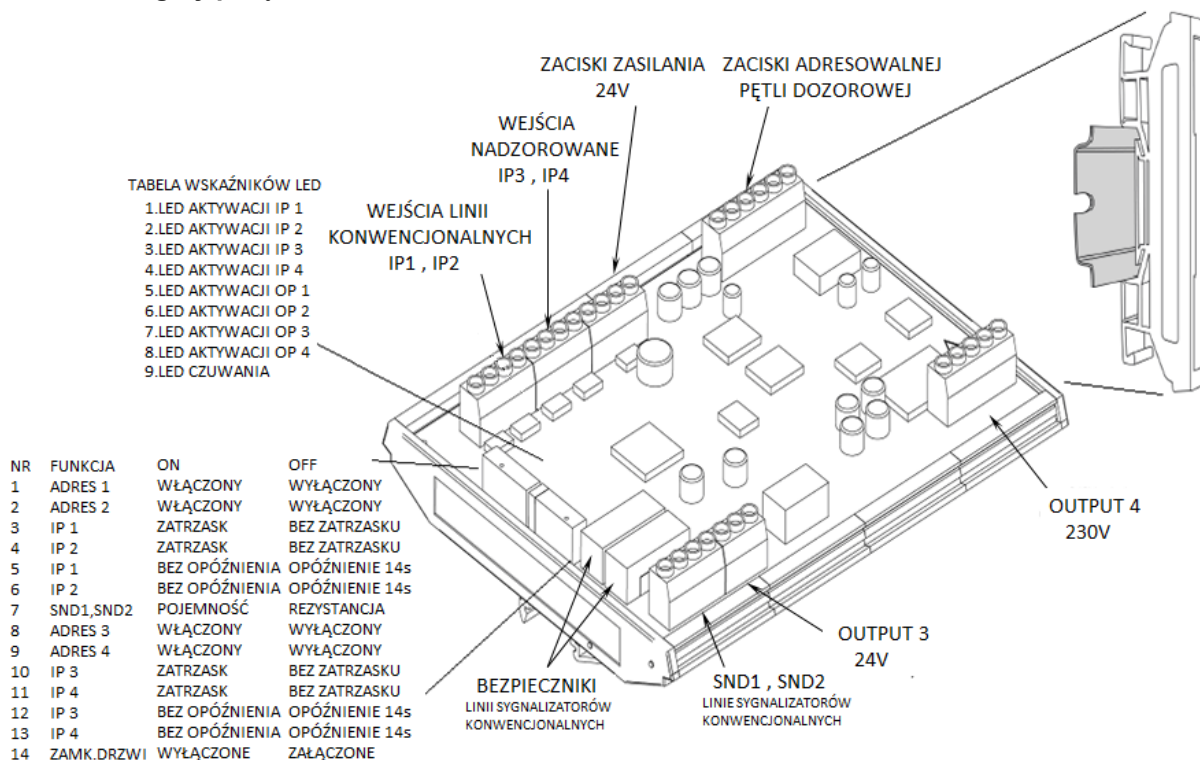 ZACISKI ZASILANIA
24V
ZACISKI ADRESOWALNEJ
PĘTLI DOZOROWEJ
WEJŚCIA
NADZOROWANE
IP3 , IP4
WEJŚCIA LINII
KONWENCJONALNYCH
IP1 , IP2
TABELA WSKAŹNIKÓW LED
1.LED AKTYWACJI IP 1
2.LED AKTYWACJI IP 2
3.LED AKTYWACJI IP 3
4.LED AKTYWACJI IP 4
5.LED AKTYWACJI OP 1
6.LED AKTYWACJI OP 2
7.LED AKTYWACJI OP 3
8.LED AKTYWACJI OP 4
9.LED CZUWANIA
NR FUNKCJA ON OFF
1 ADRES 1 WŁĄCZONY WYŁĄCZONY
2 ADRES 2 WŁĄCZONY WYŁĄCZONY
3 IP 1 ZATRZASK BEZ ZATRZASKU
4 IP 2 ZATRZASK BEZ ZATRZASKU
5 IP 1 BEZ OPÓŹNIENIA OPÓŹNIENIE 14s
6 IP 2 BEZ OPÓŹNIENIA OPÓŹNIENIE 14s
7 SND1,SND2 POJEMNOŚĆ REZYSTANCJA
8 ADRES 3 WŁĄCZONY WYŁĄCZONY
9 ADRES 4 WŁĄCZONY WYŁĄCZONY
10 IP 3 ZATRZASK BEZ ZATRZASKU
11 IP 4 ZATRZASK BEZ ZATRZASKU
12 IP 3 BEZ OPÓŹNIENIA OPÓŹNIENIE 14s
13 IP 4 BEZ OPÓŹNIENIA OPÓŹNIENIE 14s
14 ZAMK.DRZWI WYŁĄCZONE ZAŁĄCZONE
OUTPUT 4
230V
OUTPUT 3
24V
SND1 , SND2
LINIE SYGNALIZATORÓW
KONWENCJONALNYCH
BEZPIECZNIKI
LINII SYGNALIZATORÓW
KONWENCJONALNYCH